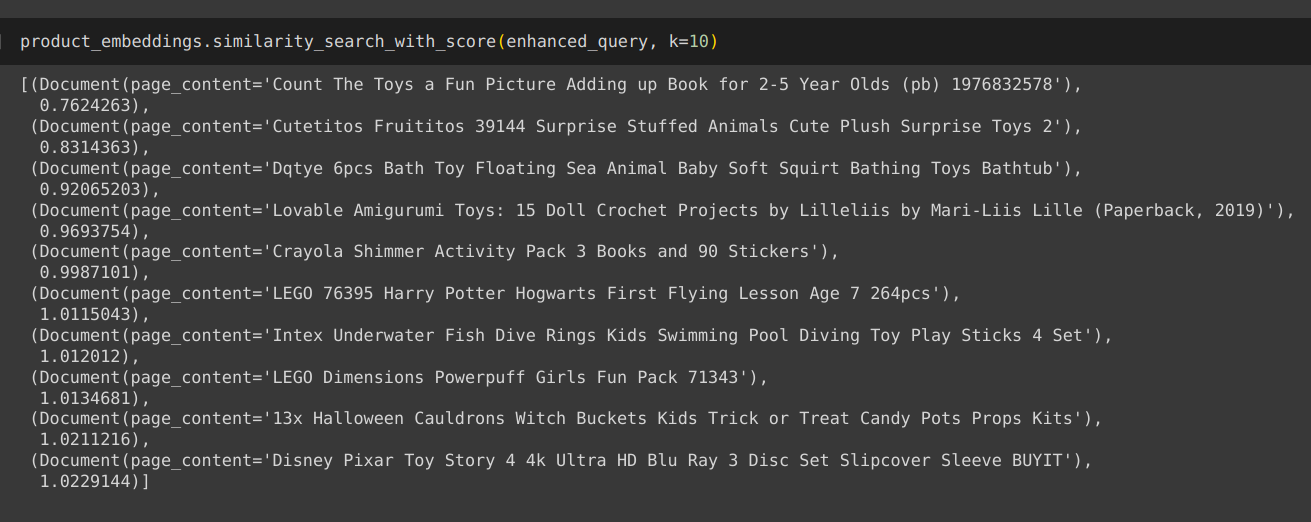 product_embeddings.similarity_search_with_score(enhanced_query, k=10)
[(Document(page_content='Count The Toys a Fun Picture Adding up Book for 2-5 Year Olds (pb) 1976832578'),
0.7624263),
(Document(page_content='Cutetitos Fruititos 39144 Surprise Stuffed Animals Cute Plush Surprise Toys 2'),
0.8314363),
(Document(page_content='Dqtye 6pcs Bath Toy Floating Sea Animal Baby Soft Squirt Bathing Toys Bathtub'),
0.92065203),
(Document(page_content='Lovable Amigurumi Toys: 15 Doll Crochet Projects by Lilleliis by Mari-Liis Lille (Paperback, 2019)'),
0.9693754),
(Document(page_content='Crayola Shimmer Activity Pack 3 Books and 90 Stickers'),
0.9987101),
(Document(page_content='LEGO 76395 Harry Potter Hogwarts First Flying Lesson Age 7 264pcs'),
1.0115043),
(Document(page_content='Intex Underwater Fish Dive Rings Kids Swimming Pool Diving Toy Play Sticks 4 Set'),
1.012012),
(Document(page_content='LEGO Dimensions Powerpuff Girls Fun Pack 71343'),
1.0134681),
(Document(page_content='13x Halloween Cauldrons Witch Buckets Kids Trick or Treat Candy Pots Props Kits'),
1.0211216),
(Document(page_content='Disney Pixar Toy Story 4 4k Ultra HD Blu Ray 3 Disc Set Slipcover Sleeve BUYIT'),
1.0229144)]